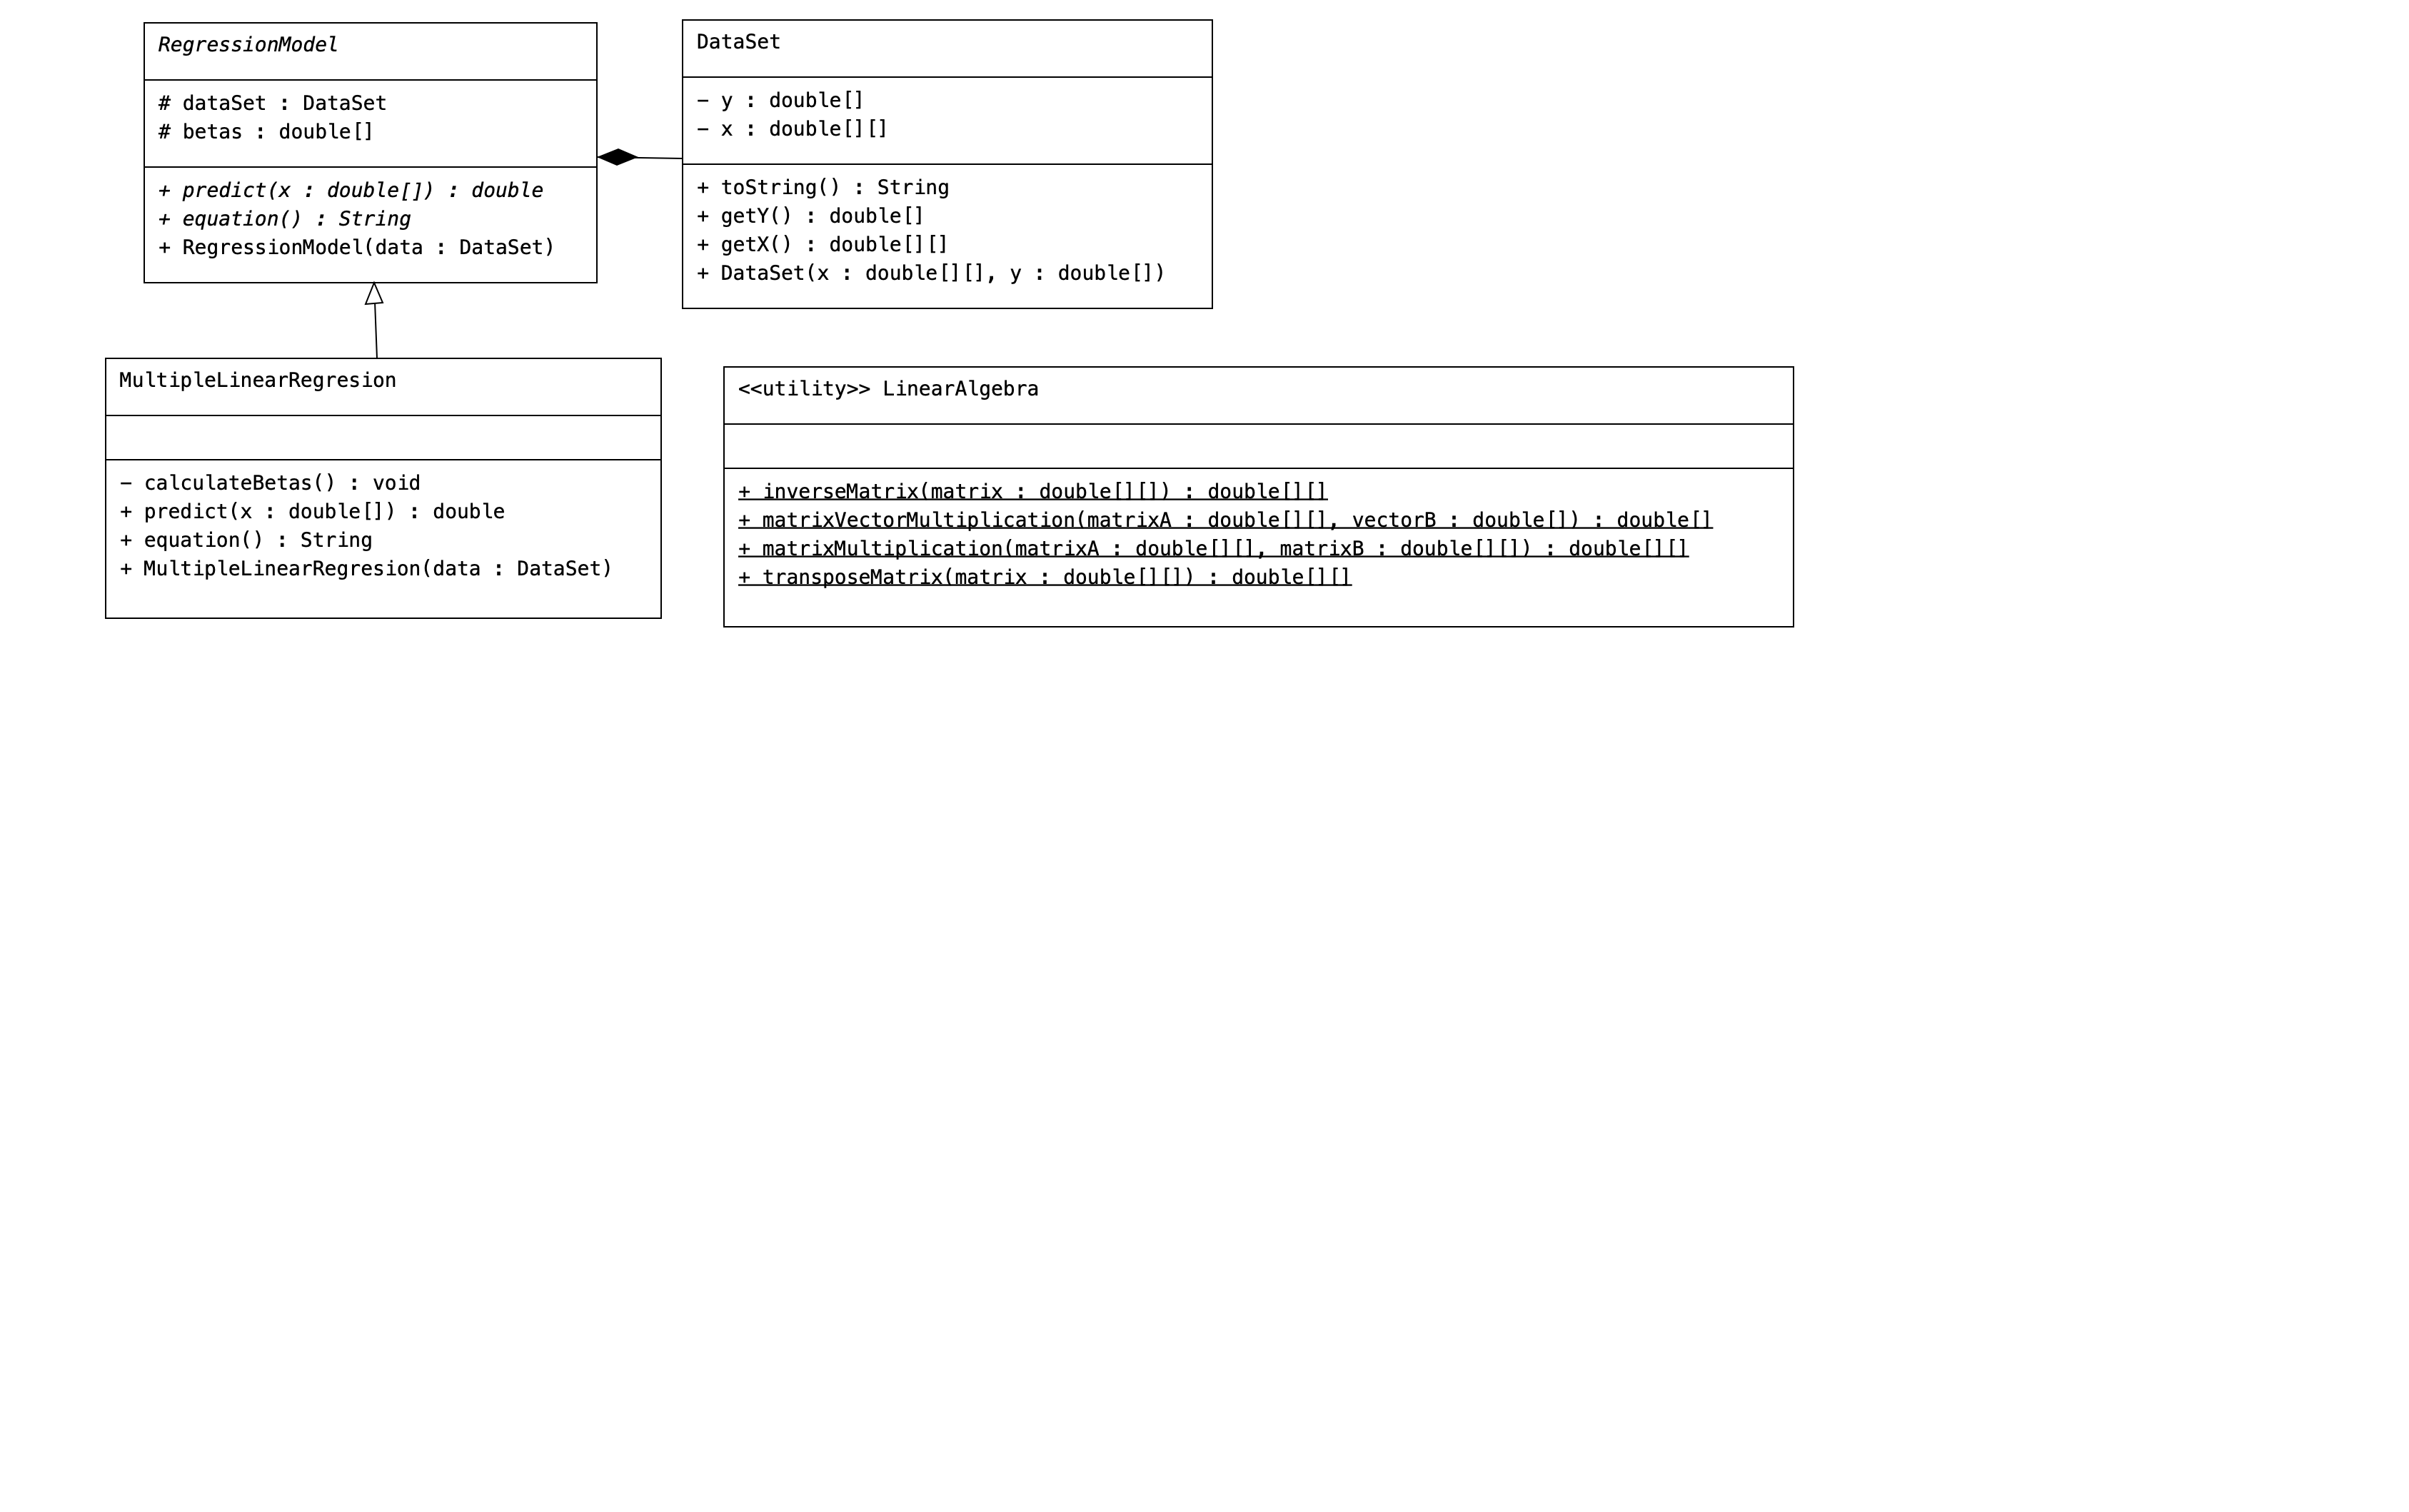 RegressionModel
# dataSet : DataSet
# betas : double[]
+ predict(x : double[]) : double
+ equation() : String
+ RegressionModel(data : DataSet)
DataSet
− y : double[]
− x : double[][]
+ toString() : String
+ getY() : double[]
+ getX() : double[][]
+ DataSet(x : double[][], y : double[])
MultipleLinearRegresion
− calculateBetas() : void
+ predict(x : double[]) : double
+ equation() : String
+ MultipleLinearRegresion(data : DataSet)
<<utility>> LinearAlgebra
+ inverseMatrix(matrix : double[][]) : double[][]
+ matrixVectorMultiplication(matrixA : double[][], vectorB : double[]) : double[]
+ matrixMultiplication(matrixA : double[][], matrixB : double[][]) : double[][]
+ transposeMatrix(matrix : double[][]) : double[][]